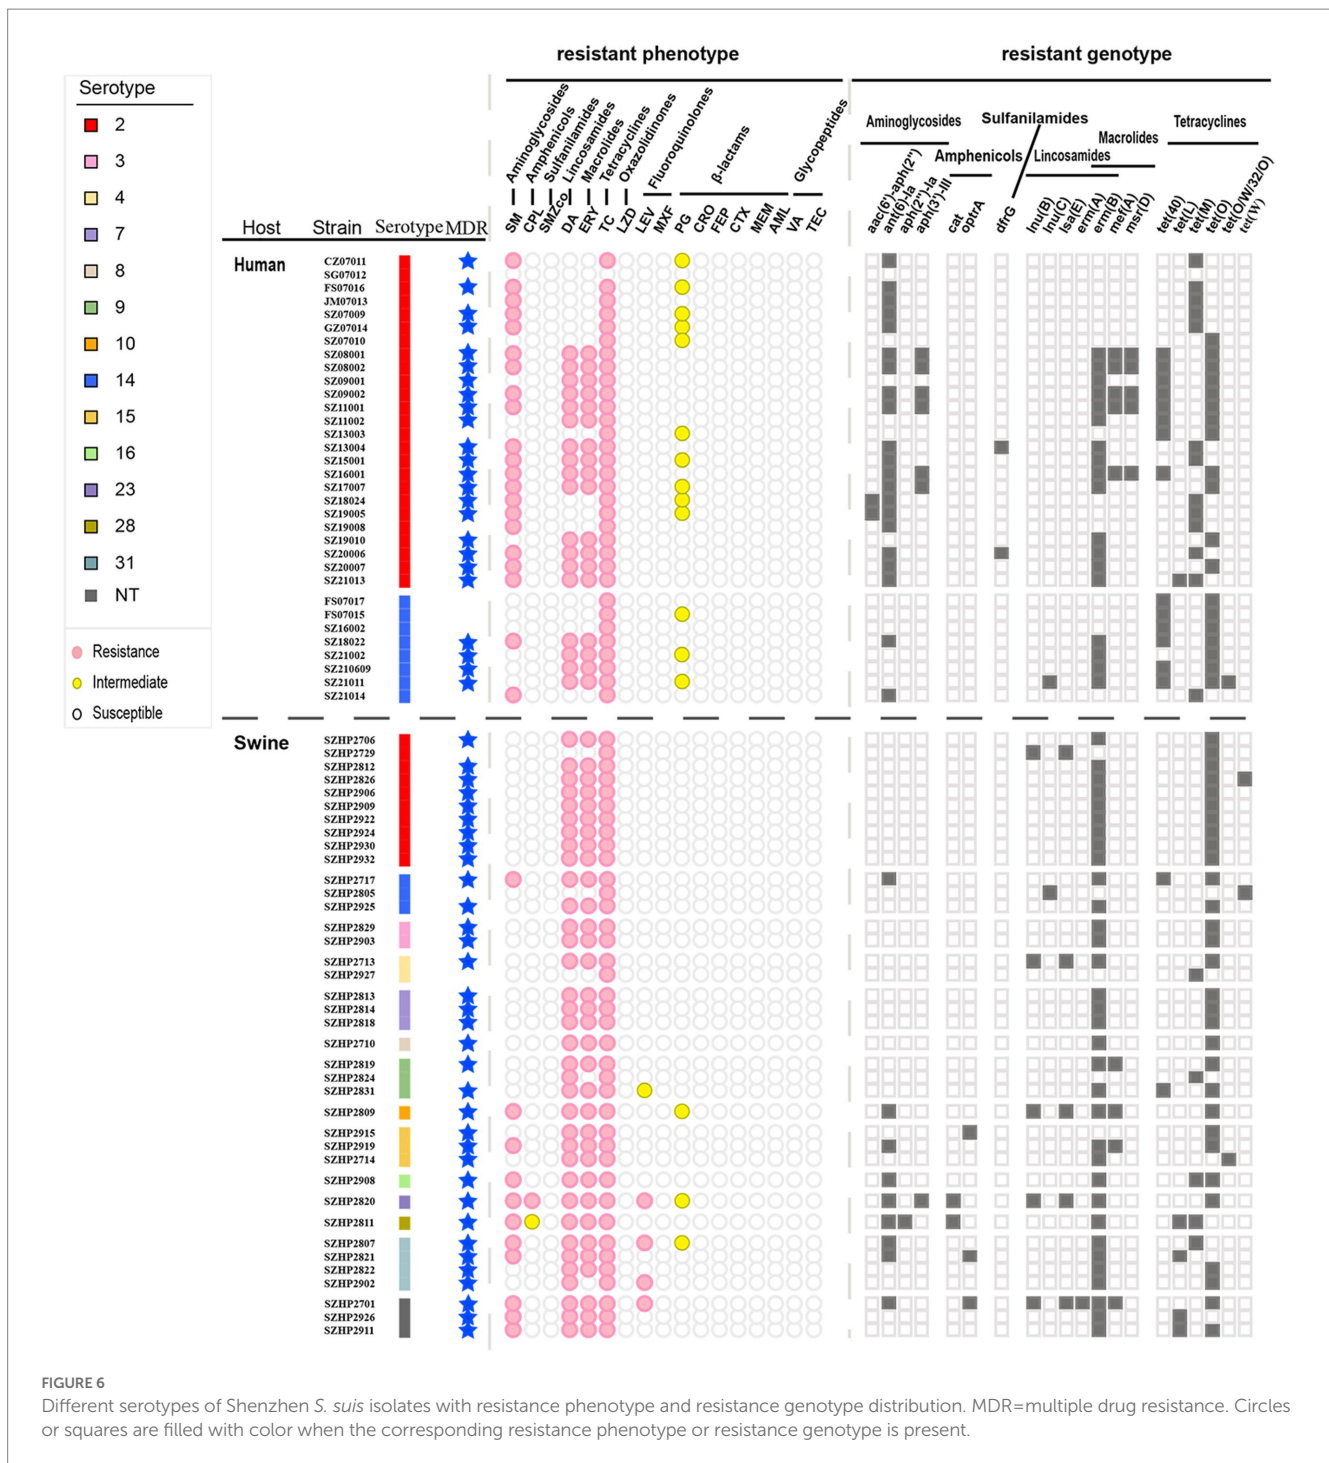 resistant phenotype
resistant genotype
Serotype
2
3
4
7
8
9
10
14
15
16
23
28
31
NT
Resistance
Intermediate
Susceptible
Aminoglycosides
Amphenicols
Sulfanilamides
Lincosamides
Macrolides
Tetracyclines
Oxazolidinones
Fluoroquinolones
β-lactams
Glycopeptides
Aminoglycosides
Amphenicols
Sulfanilamides
Lincosamides
Macrolides
Tetracyclines
SM
CPL
SMZco
DA
ERY
TC
LZD
LEV
MXF
PG
CRO
FEP
CTX
MEM
AML
VA
TEC
aac(6')-aph(2'')
ant(6)-Ia
aph(2'')-Ia
aph(3')-III
cat
optrA
dfrG
lnu(B)
lnu(C)
lsa(E)
erm(A)
erm(B)
mef(A)
msr(D)
tet(40)
tet(L)
tet(M)
tet(O)
tet(O/W/32/O)
tet(W)
Host Strain Serotype MDR
Human
CZ07011
SG07012
FS07016
JM07013
SZ07009
GZ07014
SZ07010
SZ08001
SZ08002
SZ09001
SZ09002
SZ11001
SZ11002
SZ13003
SZ13004
SZ15001
SZ16001
SZ17007
SZ18024
SZ19005
SZ19008
SZ19010
SZ20006
SZ20007
SZ21013
FS07017
FS07015
SZ16002
SZ18022
SZ21002
SZ210609
SZ21011
SZ21014
Swine
SZHP2706
SZHP2729
SZHP2812
SZHP2826
SZHP2906
SZHP2909
SZHP2922
SZHP2924
SZHP2930
SZHP2932
SZHP2717
SZHP2805
SZHP2925
SZHP2829
SZHP2903
SZHP2713
SZHP2927
SZHP2813
SZHP2814
SZHP2818
SZHP2710
SZHP2819
SZHP2824
SZHP2831
SZHP2809
SZHP2915
SZHP2919
SZHP2714
SZHP2908
SZHP2820
SZHP2811
SZHP2807
SZHP2821
SZHP2822
SZHP2902
SZHP2701
SZHP2926
SZHP2911
FIGURE 6
Different serotypes of Shenzhen S. suis isolates with resistance phenotype and resistance genotype distribution. MDR=multiple drug resistance. Circles
or squares are filled with color when the corresponding resistance phenotype or resistance genotype is present.